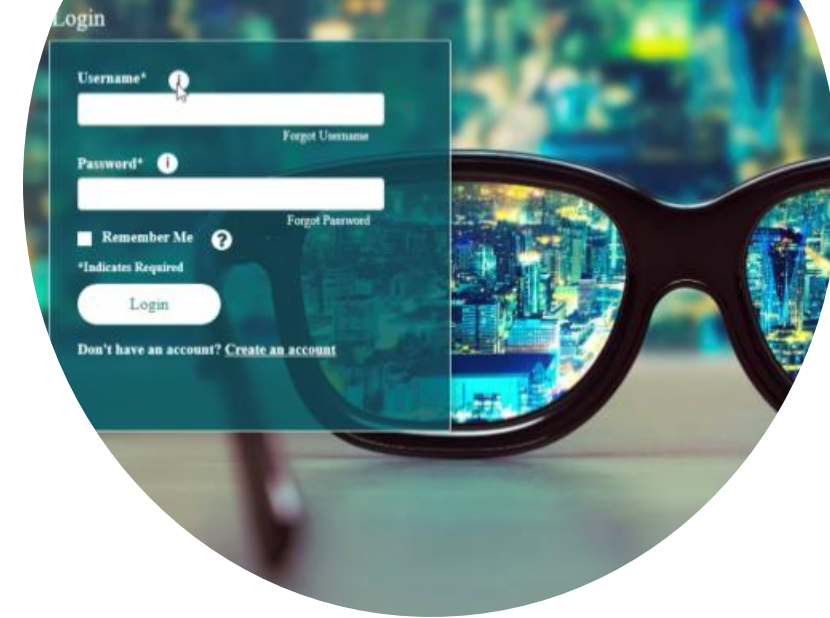 Login
Username*
Forgot Username
Password* i
Forgot Password
Remember Me ?
*Indicates Required
Login
Don't have an account? Create an account